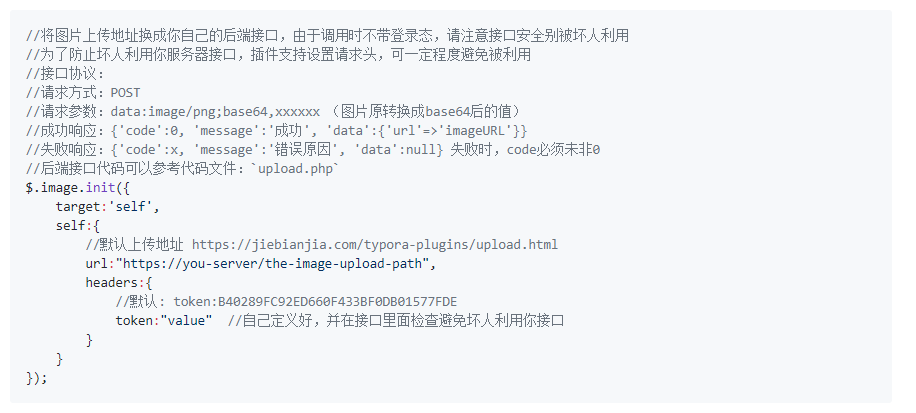 //将图片上传地址换成你自己的后端接口，由于调用时不带登录态，请注意接口安全别被坏人利用
//为了防止坏人利用你服务器接口，插件支持设置请求头，可一定程度避免被利用
//接口协议：
//请求方式：POST
//请求参数：data:image/png;base64,xxxxxx （图片原转换成base64后的值）
//成功响应：{'code':0, 'message':'成功', 'data':{'url'=>'imageURL'}}
//失败响应：{'code':x, 'message':'错误原因', 'data':null} 失败时，code必须未非0
//后端接口代码可以参考代码文件：`upload.php`
$.image.init({
    target:'self',
    self:{
        //默认上传地址 https://jiebianjia.com/typora-plugins/upload.html
        url:"https://you-server/the-image-upload-path",
        headers:{
            //默认: token:B40289FC92ED660F433BF0DB01577FDE
            token:"value"  //自己定义好，并在接口里面检查避免坏人利用你接口
        }
    }
});